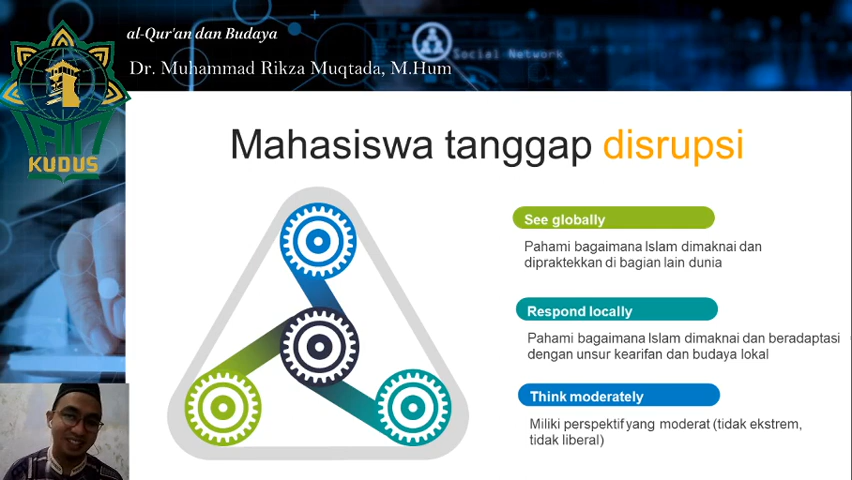 al-Qur'an dan Budaya
Social Network
Dr. Muhammad Rikza Muqtada, M.Hum
IAIN
KUDUS
Mahasiswa tanggap disrupsi
See globally
Pahami bagaimana Islam dimaknai dan
dipraktekkan di bagian lain dunia
Respond locally
Pahami bagaimana Islam dimaknai dan beradaptasi
dengan unsur kearifan dan budaya lokal
Think moderately
Miliki perspektif yang moderat (tidak ekstrem,
tidak liberal)